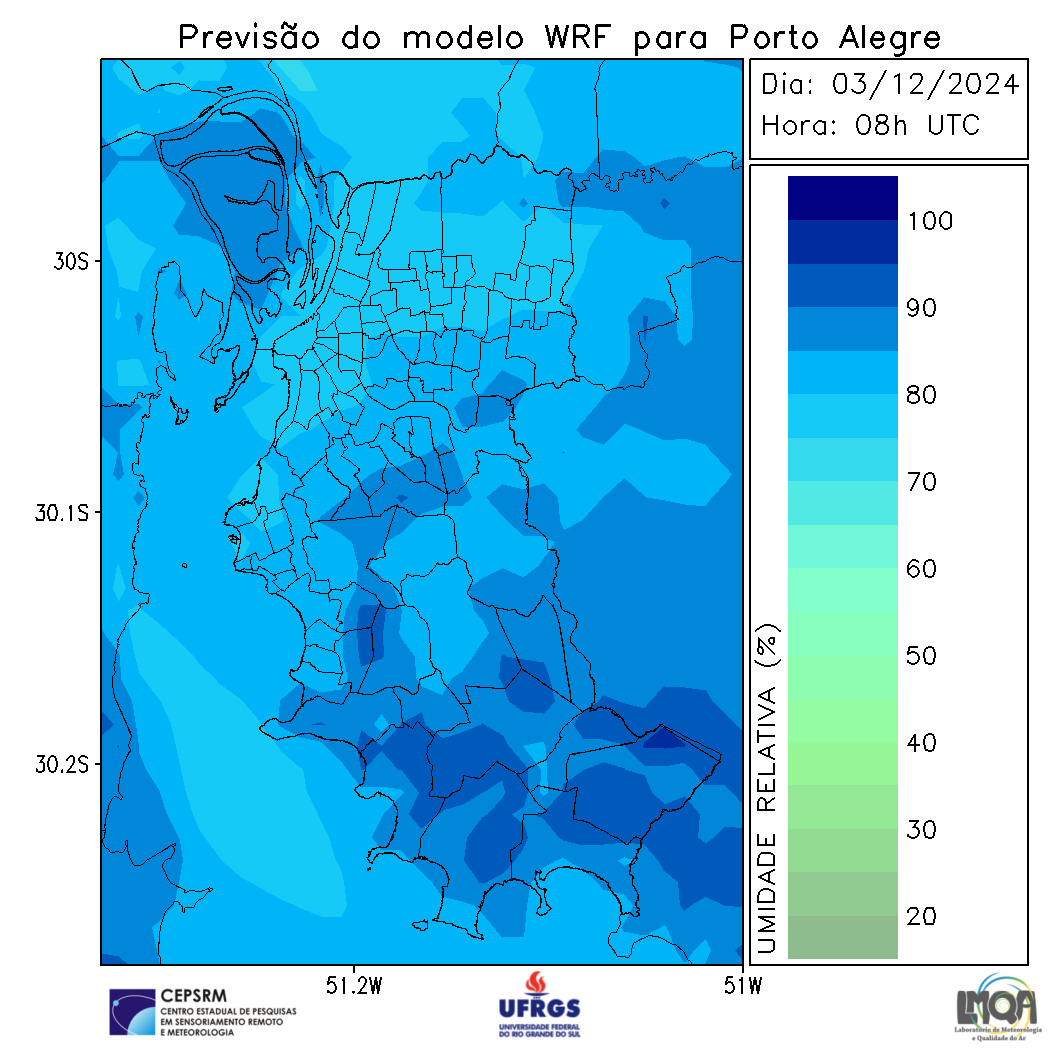 Previsão do modelo WRF para Porto Alegre
Dia: 03/12/2024
Hora: 08h UTC
30S
30.1S
30.2S
51.2W
51W
100
90
80
70
60
50
40
30
20
UMIDADE RELATIVA (%)
CEPSRM
CENTRO ESTADUAL DE PESQUISAS
EM SENSORIAMENTO REMOTO
E METEOROLOGIA
UFRGS
UNIVERSIDADE FEDERAL
DO RIO GRANDE DO SUL
LMQA
Laboratório de Meteorologia
e Qualidade do Ar